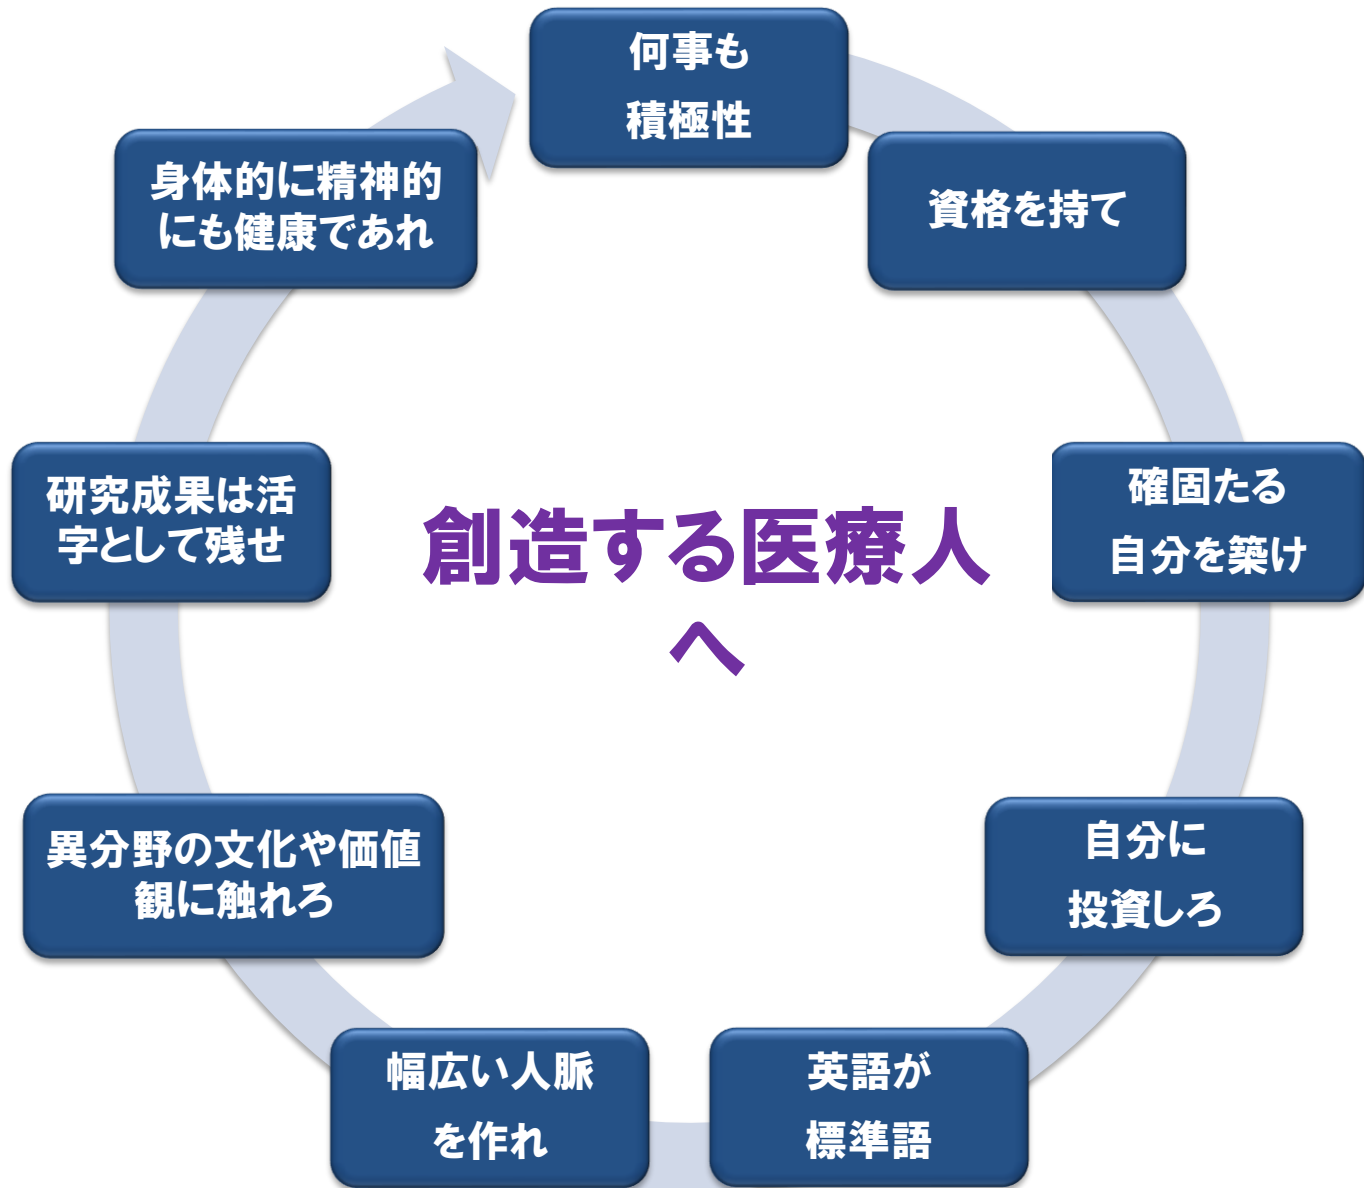 何事も
積極性
資格を持て
確固たる
自分を築け
自分に
投資しろ
英語が
標準語
幅広い人脈
を作れ
異分野の文化や価値
観に触れろ
研究成果は活
字として残せ
身体的に精神的
にも健康であれ
創造する医療人
へ